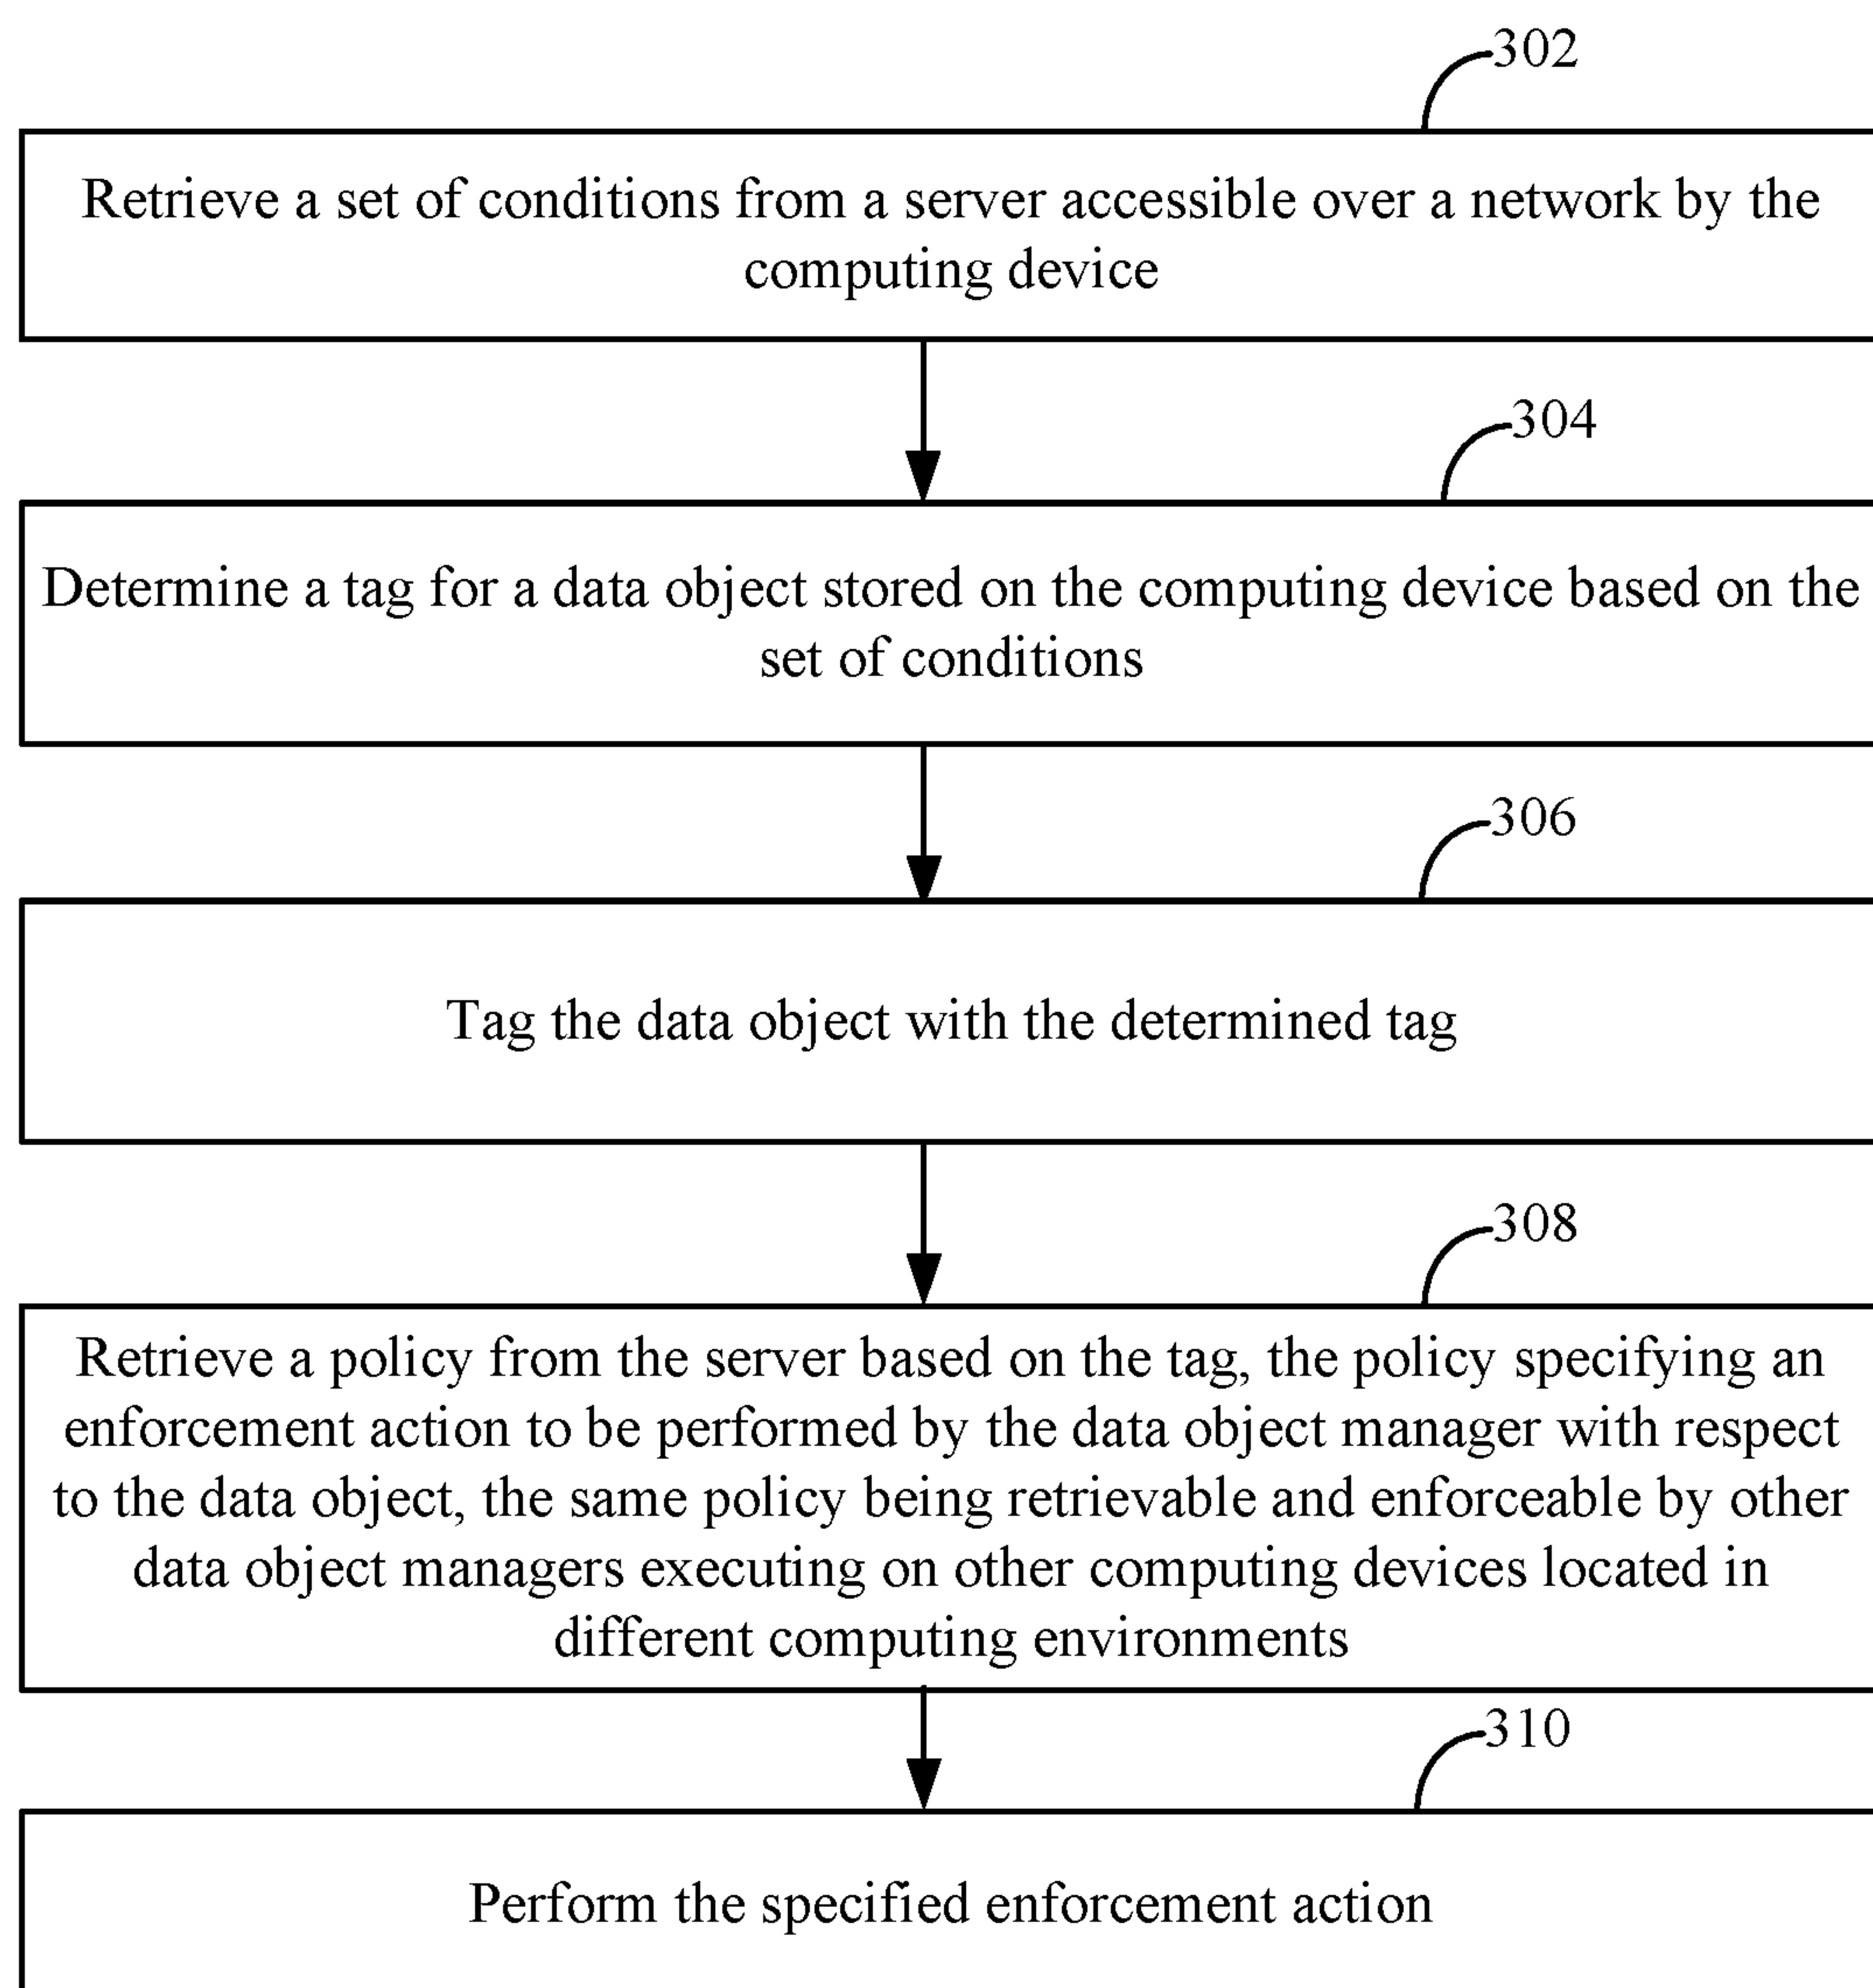 302
Retrieve a set of conditions from a server accessible over a network by the
computing device
304
Determine a tag for a data object stored on the computing device based on the
set of conditions
306
Tag the data object with the determined tag
308
Retrieve a policy from the server based on the tag, the policy specifying an
enforcement action to be performed by the data object manager with respect
to the data object, the same policy being retrievable and enforceable by other
data object managers executing on other computing devices located in
different computing environments
310
Perform the specified enforcement action